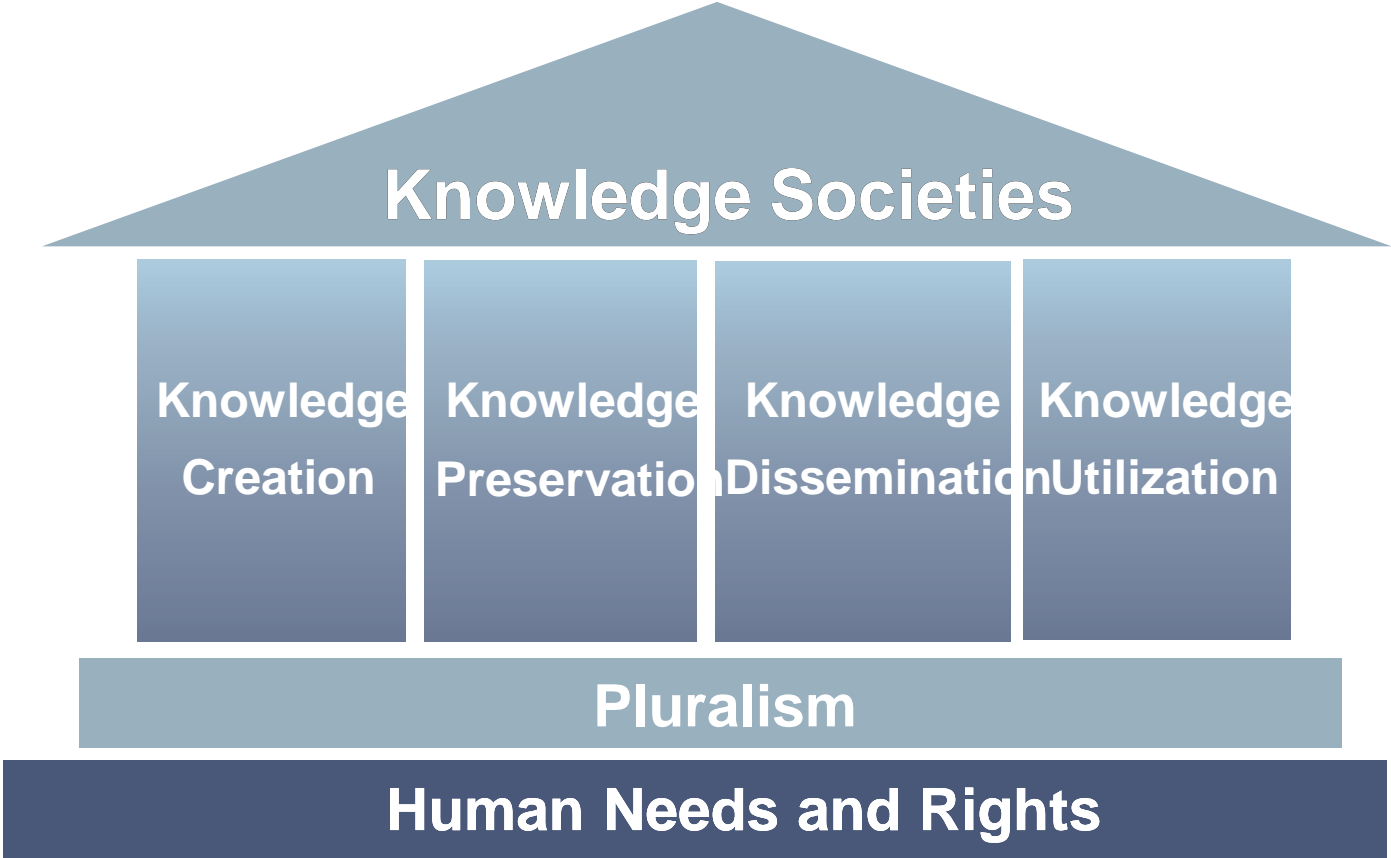 Knowledge Societies
Knowledge
Creation
Knowledge
Preservation
Knowledge
Dissemination
Knowledge
Utilization
Pluralism
Human Needs and Rights